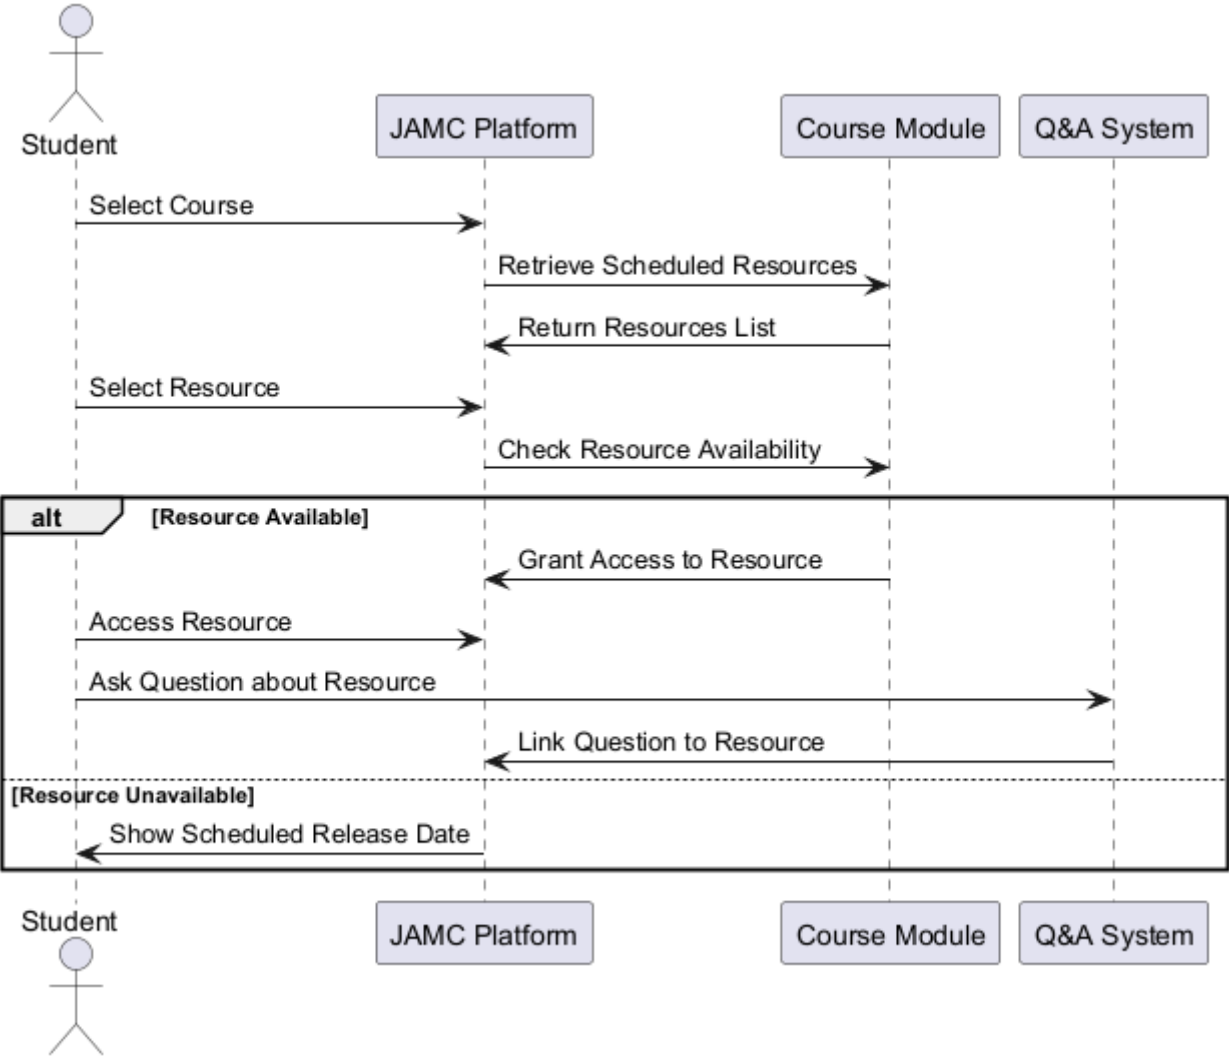 Student
JAMC Platform
Course Module
Q&A System
Select Course
Retrieve Scheduled Resources
Return Resources List
Select Resource
Check Resource Availability
alt
[Resource Available]
Grant Access to Resource
Access Resource
Ask Question about Resource
Link Question to Resource
[Resource Unavailable]
Show Scheduled Release Date
Student
JAMC Platform
Course Module
Q&A System